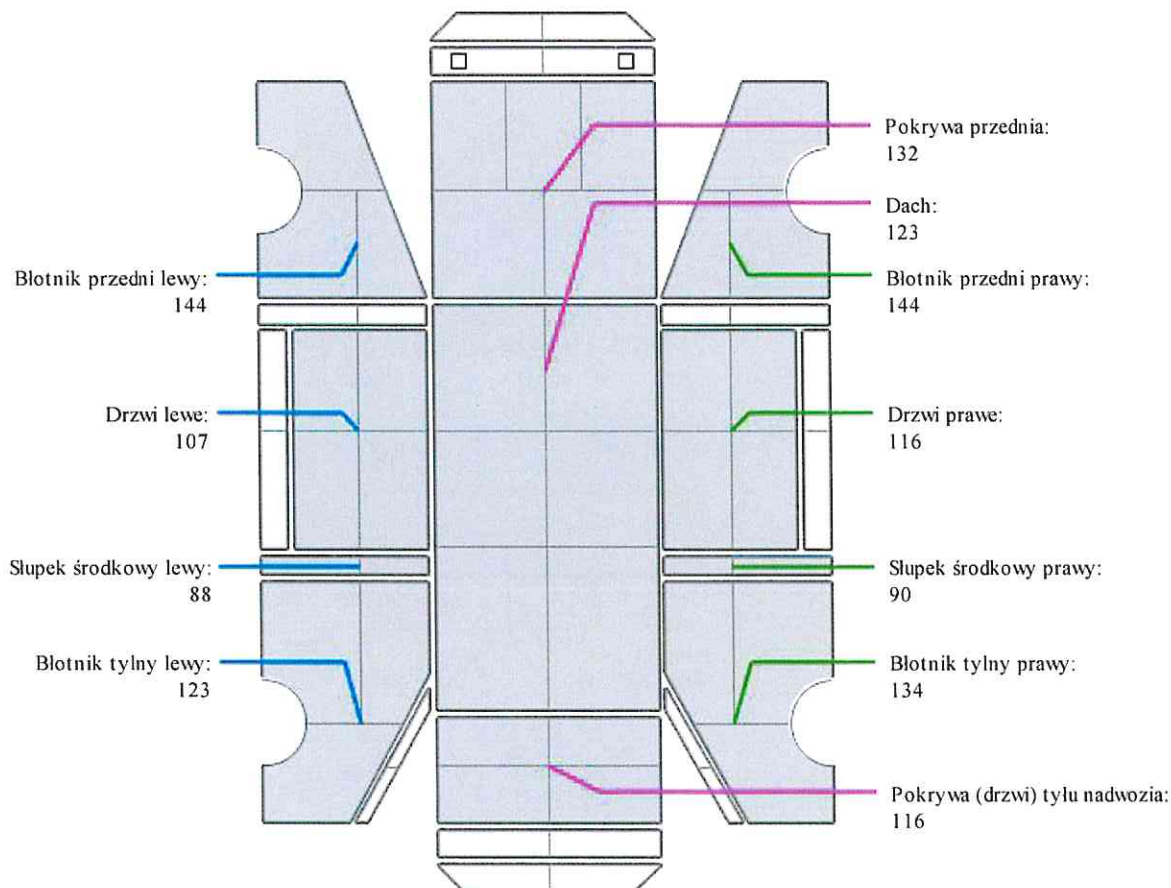 Pokrywa przednia:
132
Dach:
123
Błotnik przedni lewy:
144
Błotnik przedni prawy:
144
Drzwi lewe:
107
Drzwi prawe:
116
Słupek środkowy lewy:
88
Słupek środkowy prawy:
90
Błotnik tylny lewy:
123
Błotnik tylny prawy:
134
Pokrywa (drzwi) tyłu nadwozia:
116